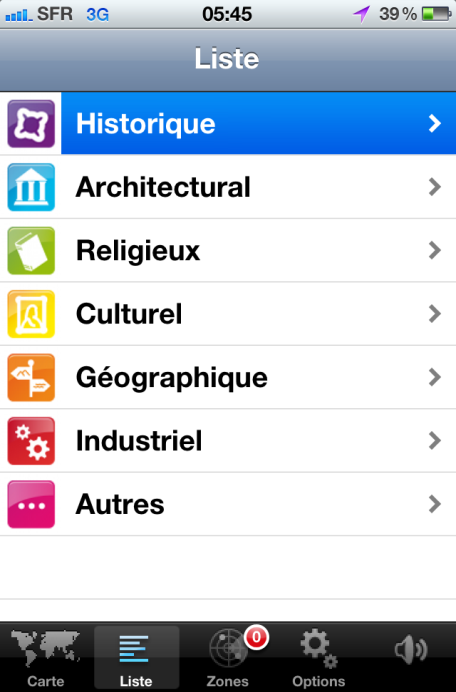 SFR 3G 05:45 39 %
Liste
Historique
Architectural
Religieux
Culturel
Géographique
Industriel
Autres
0
Carte Liste Zones Options